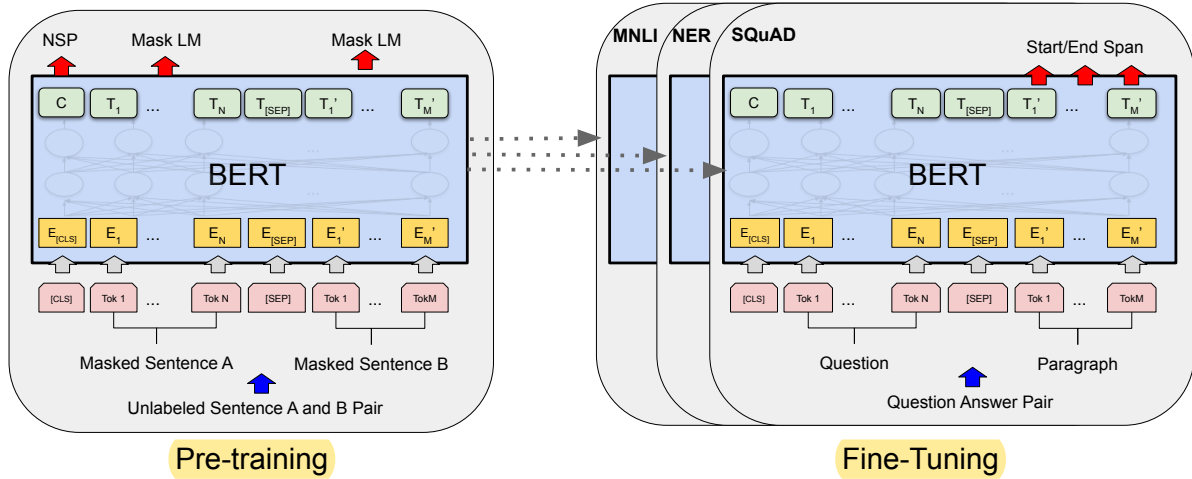 NSP Mask LM Mask LM
C T1 ... TN T[SEP] T1' ... TM'
...
BERT
...
E[CLS] E1 ... EN E[SEP] E1' ... EM'
[CLS] Tok 1 ... Tok N [SEP] Tok 1 ... TokM
Masked Sentence A Masked Sentence B
Unlabeled Sentence A and B Pair
Pre-training
MNLI NER SQuAD
Start/End Span
C T1 ... TN T[SEP] T1' ... TM'
...
BERT
...
E[CLS] E1 ... EN E[SEP] E1' ... EM'
[CLS] Tok 1 ... Tok N [SEP] Tok 1 ... TokM
Question Paragraph
Question Answer Pair
Fine-Tuning